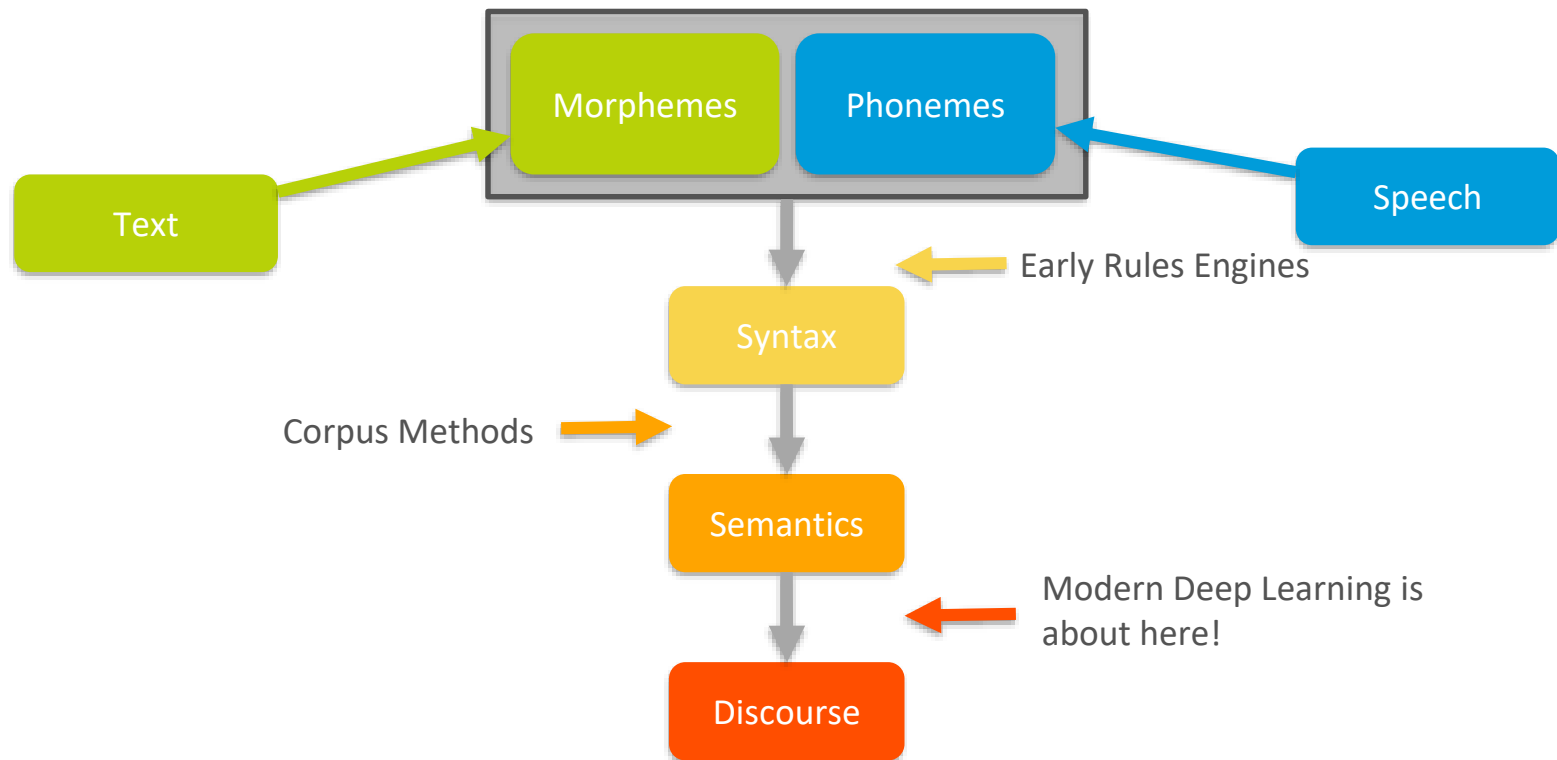 Morphemes
Phonemes
Text
Speech
Early Rules Engines
Syntax
Corpus Methods
Semantics
Modern Deep Learning is
about here!
Discourse